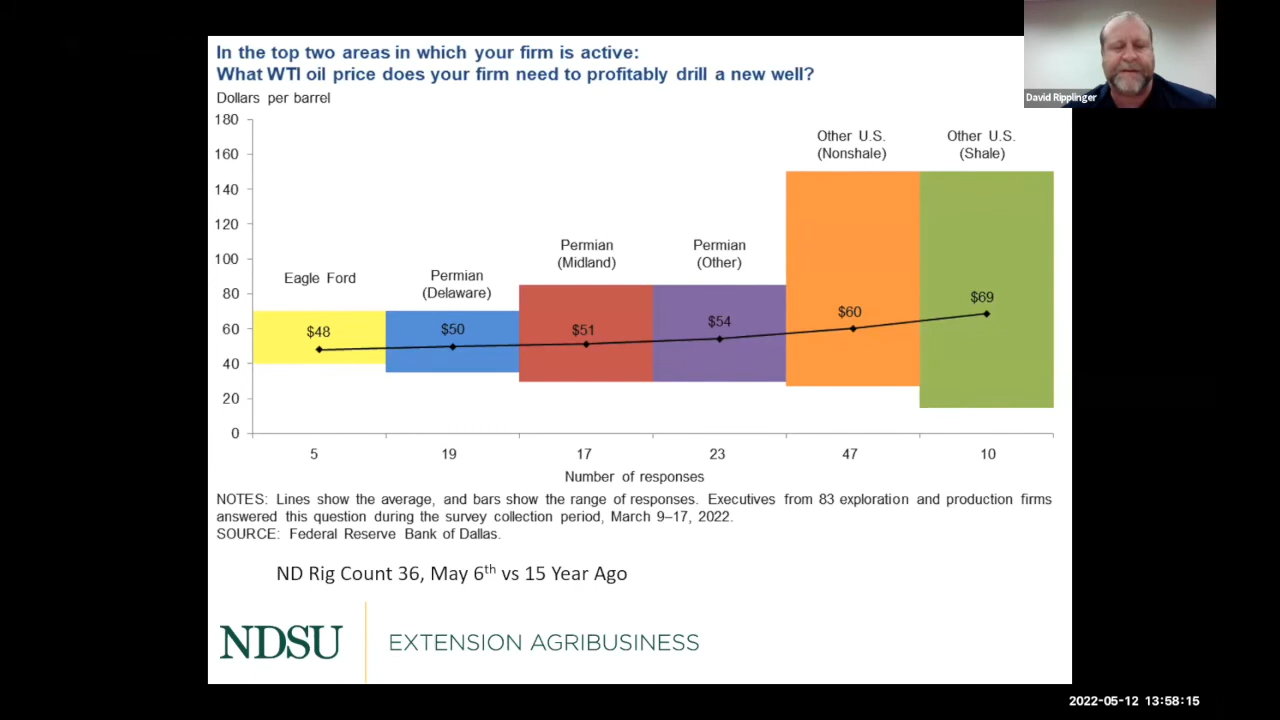 In the top two areas in which your firm is active:
What WTI oil price does your firm need to profitably drill a new well?
Dollars per barrel
David Ripplinger
180
160
140
120
100
80
60
40
20
0
Eagle Ford
Permian
(Delaware)
Permian
(Midland)
Permian
(Other)
Other U.S.
(Nonshale)
Other U.S.
(Shale)
$48
$50
$51
$54
$60
$69
5 19 17 23 47 10
Number of responses
NOTES: Lines show the average, and bars show the range of responses. Executives from 83 exploration and production firms
answered this question during the survey collection period, March 9–17, 2022.
SOURCE: Federal Reserve Bank of Dallas.
ND Rig Count 36, May 6th vs 15 Year Ago
NDSU EXTENSION AGRIBUSINESS
2022-05-12 13:58:15